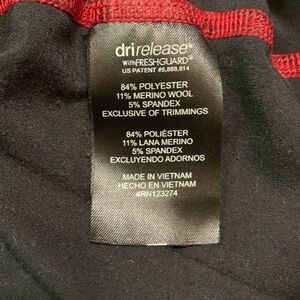 drirelease®
With FRESHGUARD®
US PATENT #5,888,914
84% POLYESTER
11% MERINO WOOL
5% SPANDEX
EXCLUSIVE OF TRIMMINGS
84% POLIÉSTER
11% LANA MERINO
5% SPANDEX
EXCLUYENDO ADORNOS
MADE IN VIETNAM
HECHO EN VIETNAM
#RN123274